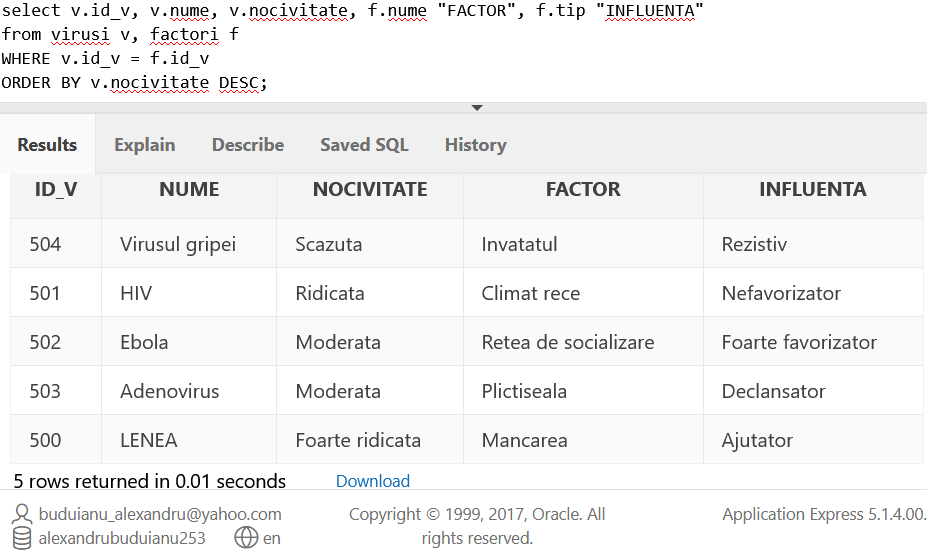 select v.id_v, v.nume, v.nocivitate, f.nume "FACTOR", f.tip "INFLUENTA"
from virusi v, factori f
WHERE v.id_v = f.id_v
ORDER BY v.nocivitate DESC;
Results Explain Describe Saved SQL History
ID_V NUME NOCIVITATE FACTOR INFLUENTA
504 Virusul gripei Scazuta Invatatul Rezistiv
501 HIV Ridicata Climat rece Nefavorizator
502 Ebola Moderata Retea de socializare Foarte favorizator
503 Adenovirus Moderata Plictiseala Declansator
500 LENEA Foarte ridicata Mancarea Ajutator
5 rows returned in 0.01 seconds Download
buduianu_alexandru@yahoo.com Copyright © 1999, 2017, Oracle. All Application Express 5.1.4.00.
alexandrubuduianu253 en rights reserved.